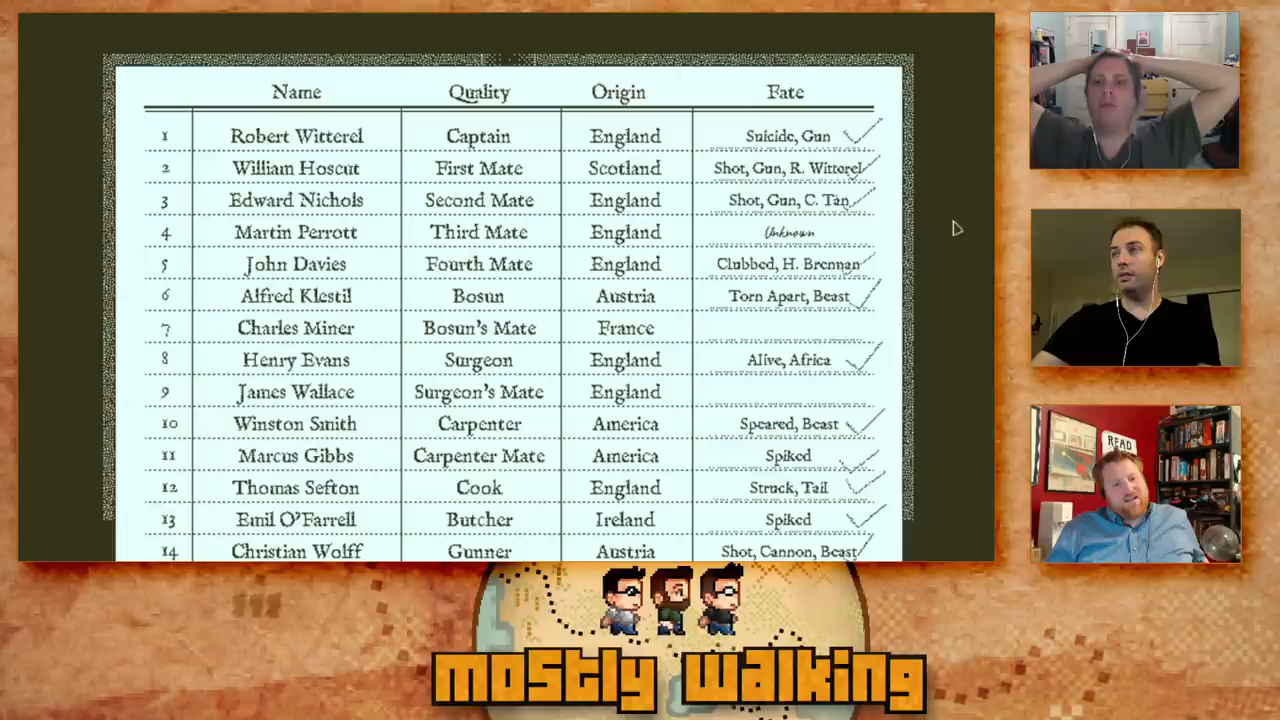 Name Quality Origin Fate
1 Robert Witterel Captain England Suicide, Gun
2 William Hoscut First Mate Scotland Shot, Gun, R. Witterel
3 Edward Nichols Second Mate England Shot, Gun, C. Tan
4 Martin Perrott Third Mate England Unknown
5 John Davies Fourth Mate England Clubbed, H. Brennan
6 Alfred Klestil Bosun Austria Torn Apart, Beast
7 Charles Miner Bosun's Mate France
8 Henry Evans Surgeon England Alive, Africa
9 James Wallace Surgeon's Mate England
10 Winston Smith Carpenter America Speared, Beast
11 Marcus Gibbs Carpenter Mate America Spiked
12 Thomas Sefton Cook England Struck, Tail
13 Emil O'Farrell Butcher Ireland Spiked
14 Christian Wolff Gunner Austria Shot, Cannon, Beast
READ
mostly walking